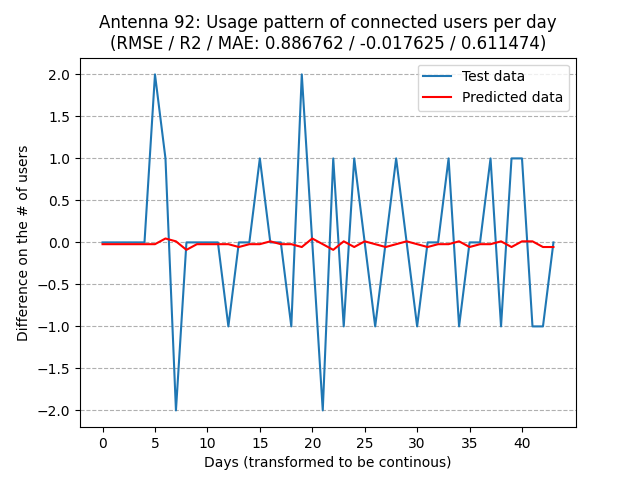 Antenna 92: Usage pattern of connected users per day
(RMSE / R2 / MAE: 0.886762 / -0.017625 / 0.611474)
Test data
Predicted data
Difference on the # of users
2.0
1.5
1.0
0.5
0.0
−0.5
−1.0
−1.5
−2.0
0 5 10 15 20 25 30 35 40
Days (transformed to be continous)